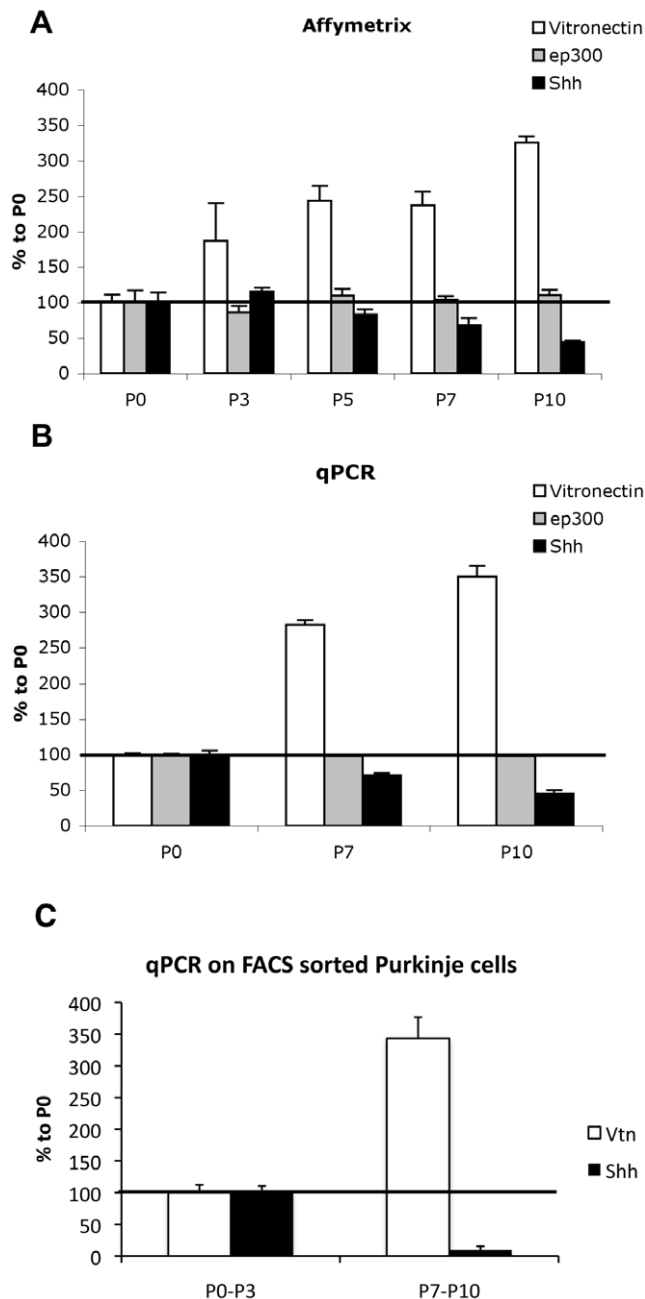 A
Affymetrix
Vitronectin
ep300
Shh
% to P0
400
350
300
250
200
150
100
50
0
P0 P3 P5 P7 P10
B
qPCR
Vitronectin
ep300
Shh
% to P0
400
350
300
250
200
150
100
50
0
P0 P7 P10
C
qPCR on FACS sorted Purkinje cells
% to P0
400
350
300
250
200
150
100
50
0
Vtn
Shh
P0-P3 P7-P10